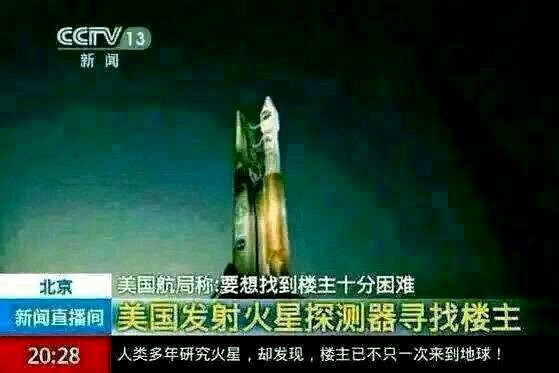 CCTV 13
新闻
北京
美国航局称:要想找到楼主十分困难
新闻直播间
美国发射火星探测器寻找楼主
20:28
人类多年研究火星，却发现，楼主已不只一次来到地球！